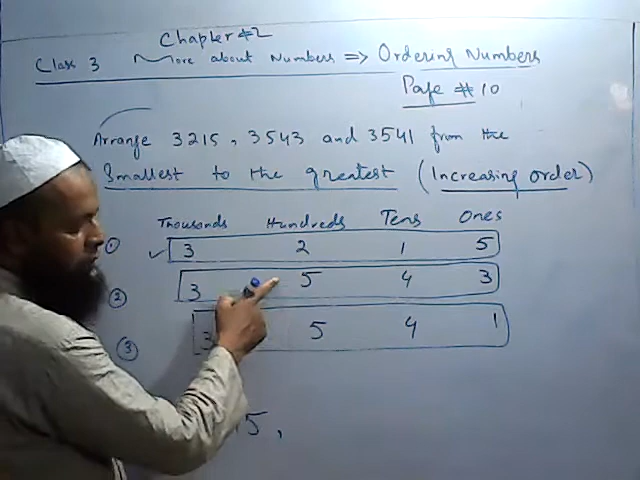 Chapter #2
Class 3 More about Numbers => Ordering Numbers
Page # 10
Arrange 3215, 3543 and 3541 from the
Smallest to the greatest (Increasing order)
Thousands Hundreds Tens Ones
① ✓ 3 2 1 5
② 3 5 4 3
③ 3 5 4 1
5,